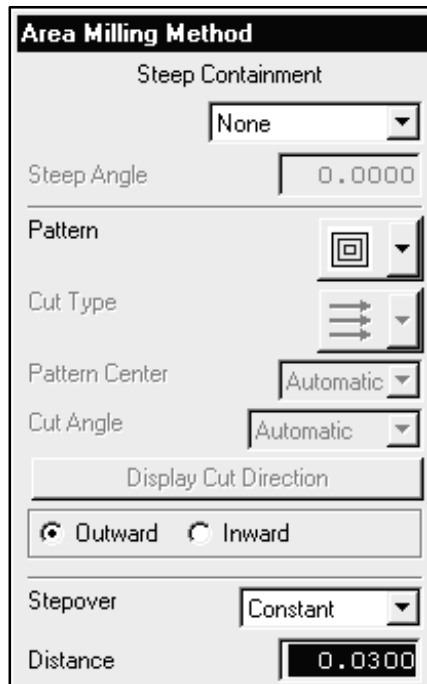 Area Milling Method
Steep Containment
None
Steep Angle 0.0000
Pattern
Cut Type
Pattern Center Automatic
Cut Angle Automatic
Display Cut Direction
Outward Inward
Stepover Constant
Distance 0.0300